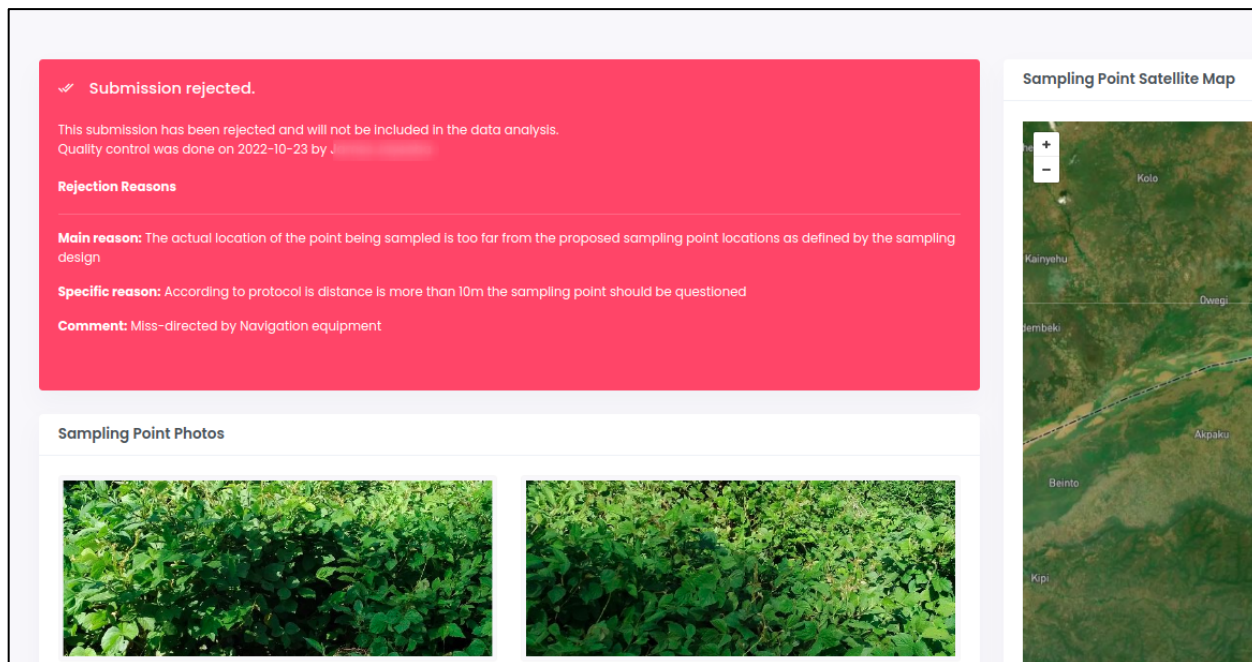 Submission rejected.
This submission has been rejected and will not be included in the data analysis.
Quality control was done on 2022-10-23 by
Rejection Reasons
Main reason: The actual location of the point being sampled is too far from the proposed sampling point locations as defined by the sampling
design
Specific reason: According to protocol is distance is more than 10m the sampling point should be questioned
Comment: Miss-directed by Navigation equipment
Sampling Point Photos
Sampling Point Satellite Map
+
−
Kolo
Kainyehu
Owegi
dembeki
Akpaku
Beinto
Kipi